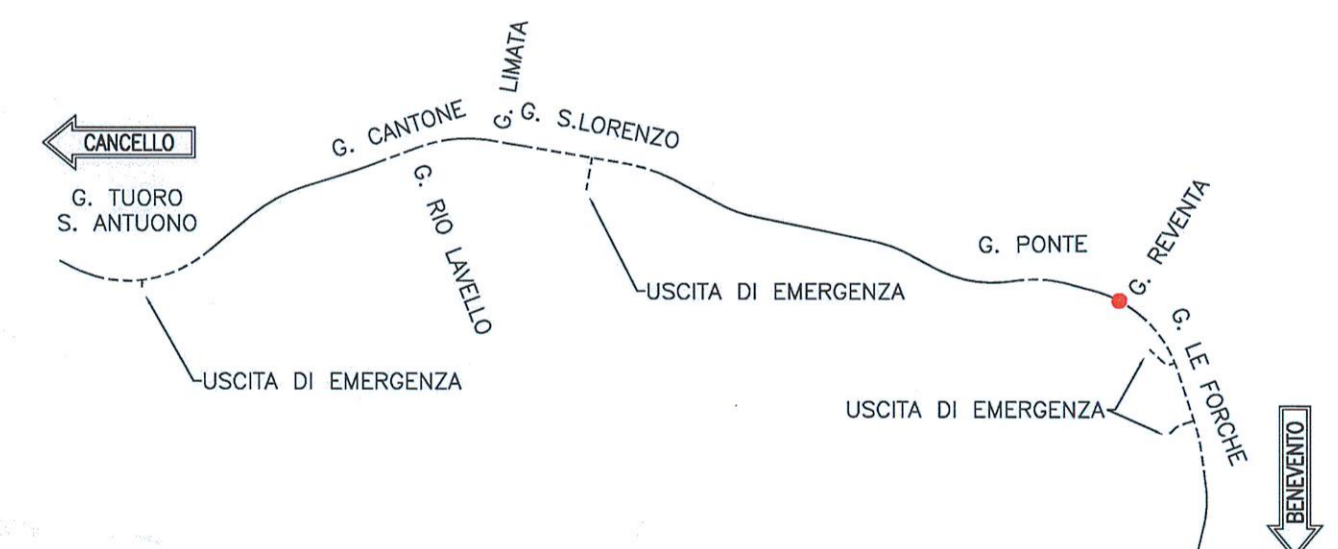 G. LIMATA
G. CANTONE
G. S.LORENZO
CANCELLO
G. TUORO
S. ANTUONO
G. RIO LAVELLO
G. REVENTA
G. PONTE
USCITA DI EMERGENZA
G. LE FORCHE
USCITA DI EMERGENZA
USCITA DI EMERGENZA
BENEVENTO